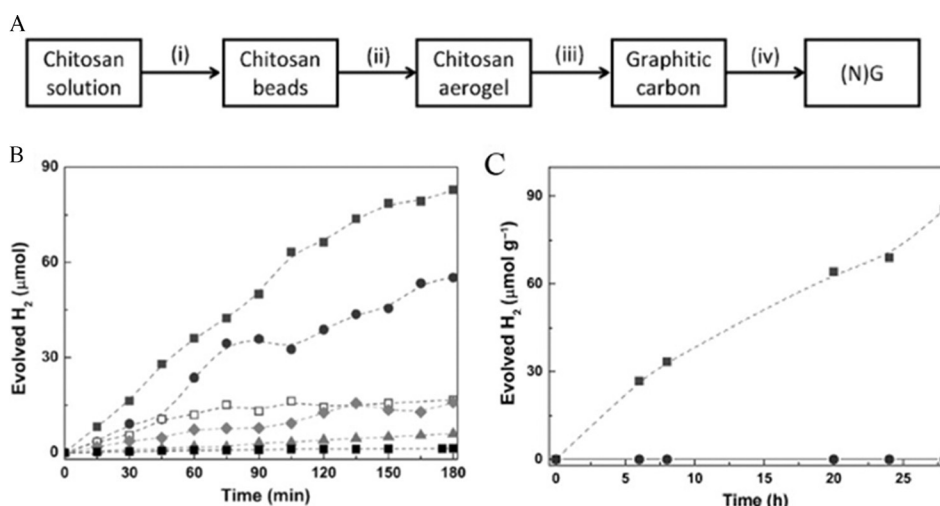 A
(i) (ii) (iii) (iv)
Chitosan solution
Chitosan beads
Chitosan aerogel
Graphitic carbon
(N)G
B
Evolved H₂ (μmol)
90
60
30
0
0 30 60 90 120 150 180
Time (min)
C
Evolved H₂ (μmol g⁻¹)
90
60
30
0
0 5 10 15 20 25
Time (h)